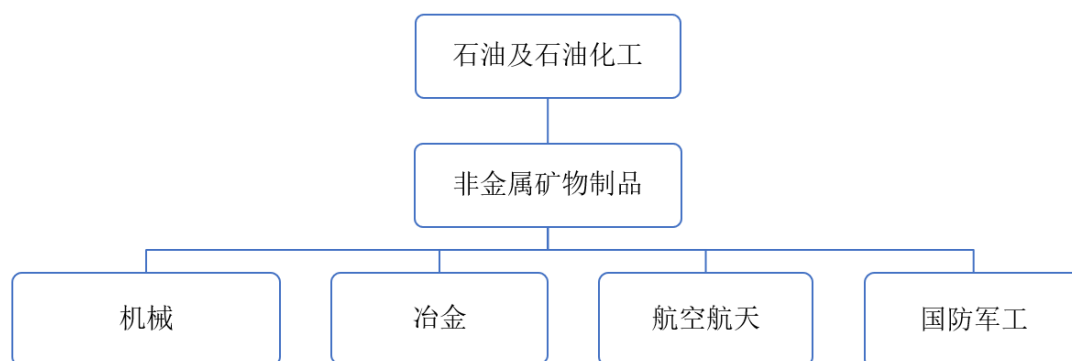 石油及石油化工
非金属矿物制品
机械
冶金
航空航天
国防军工